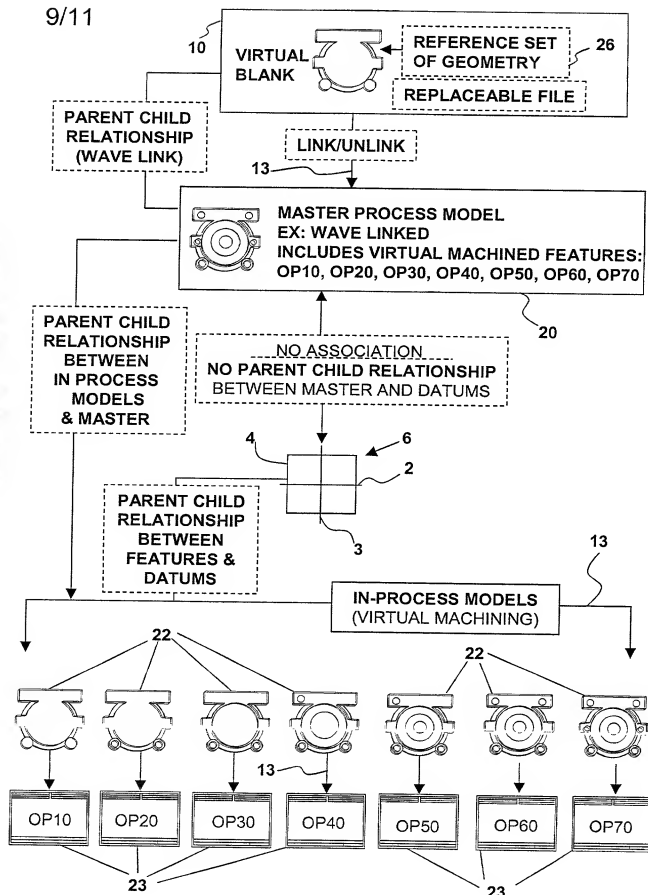 9/11
10
VIRTUAL
BLANK
REFERENCE SET
OF GEOMETRY
26
REPLACEABLE FILE
PARENT CHILD
RELATIONSHIP
(WAVE LINK)
LINK/UNLINK
13
MASTER PROCESS MODEL
EX: WAVE LINKED
INCLUDES VIRTUAL MACHINED FEATURES:
OP10, OP20, OP30, OP40, OP50, OP60, OP70
20
PARENT CHILD
RELATIONSHIP
BETWEEN
IN PROCESS
MODELS
& MASTER
NO ASSOCIATION
NO PARENT CHILD RELATIONSHIP
BETWEEN MASTER AND DATUMS
4
6
2
3
PARENT CHILD
RELATIONSHIP
BETWEEN
FEATURES &
DATUMS
IN-PROCESS MODELS
(VIRTUAL MACHINING)
13
22
22
13
OP10
OP20
OP30
OP40
OP50
OP60
OP70
23
23